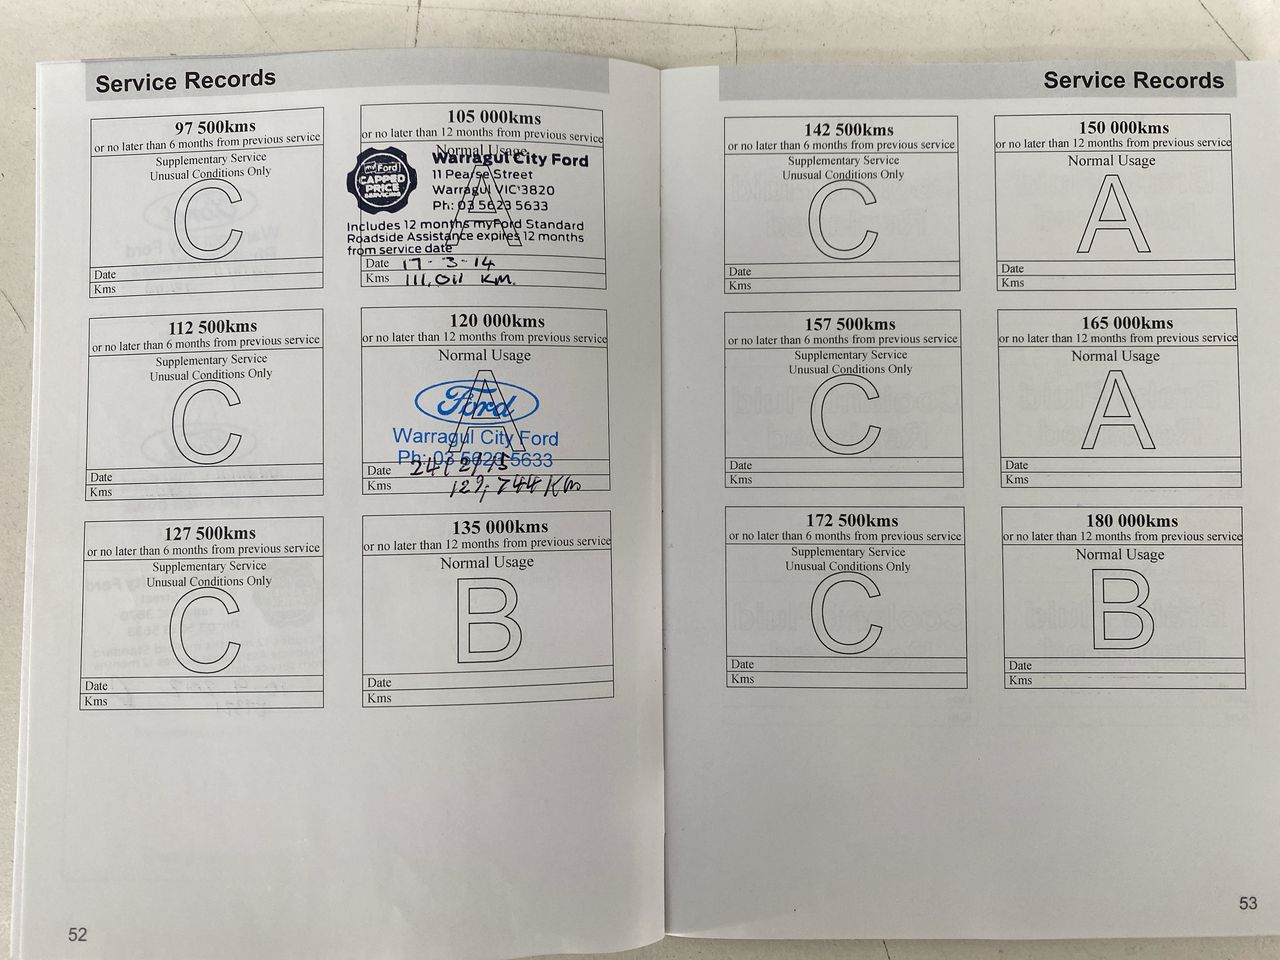 Service Records
97 500kms
or no later than 6 months from previous service
Supplementary Service
Unusual Conditions Only
C
Date
Kms
105 000kms
or no later than 12 months from previous service
Normal Usage
A
Ford
CAPPED
PRICE
SERVICING
Warragul City Ford
11 Pearse Street
Warragul VIC 3820
Ph: 03 5623 5633
Includes 12 months myFord Standard
Roadside Assistance expires 12 months
from service date
Date 17-3-14
Kms 111,011 KM.
112 500kms
or no later than 6 months from previous service
Supplementary Service
Unusual Conditions Only
C
Date
Kms
120 000kms
or no later than 12 months from previous service
Normal Usage
A
Ford
Warragul City Ford
Ph: 03 5623 5633
Date 24/2/15
Kms 129,744 Km
127 500kms
or no later than 6 months from previous service
Supplementary Service
Unusual Conditions Only
C
Date
Kms
135 000kms
or no later than 12 months from previous service
Normal Usage
B
Date
Kms
52
Service Records
142 500kms
or no later than 6 months from previous service
Supplementary Service
Unusual Conditions Only
C
Date
Kms
150 000kms
or no later than 12 months from previous service
Normal Usage
A
Date
Kms
157 500kms
or no later than 6 months from previous service
Supplementary Service
Unusual Conditions Only
C
Date
Kms
165 000kms
or no later than 12 months from previous service
Normal Usage
A
Date
Kms
172 500kms
or no later than 6 months from previous service
Supplementary Service
Unusual Conditions Only
C
Date
Kms
180 000kms
or no later than 12 months from previous service
Normal Usage
B
Date
Kms
53